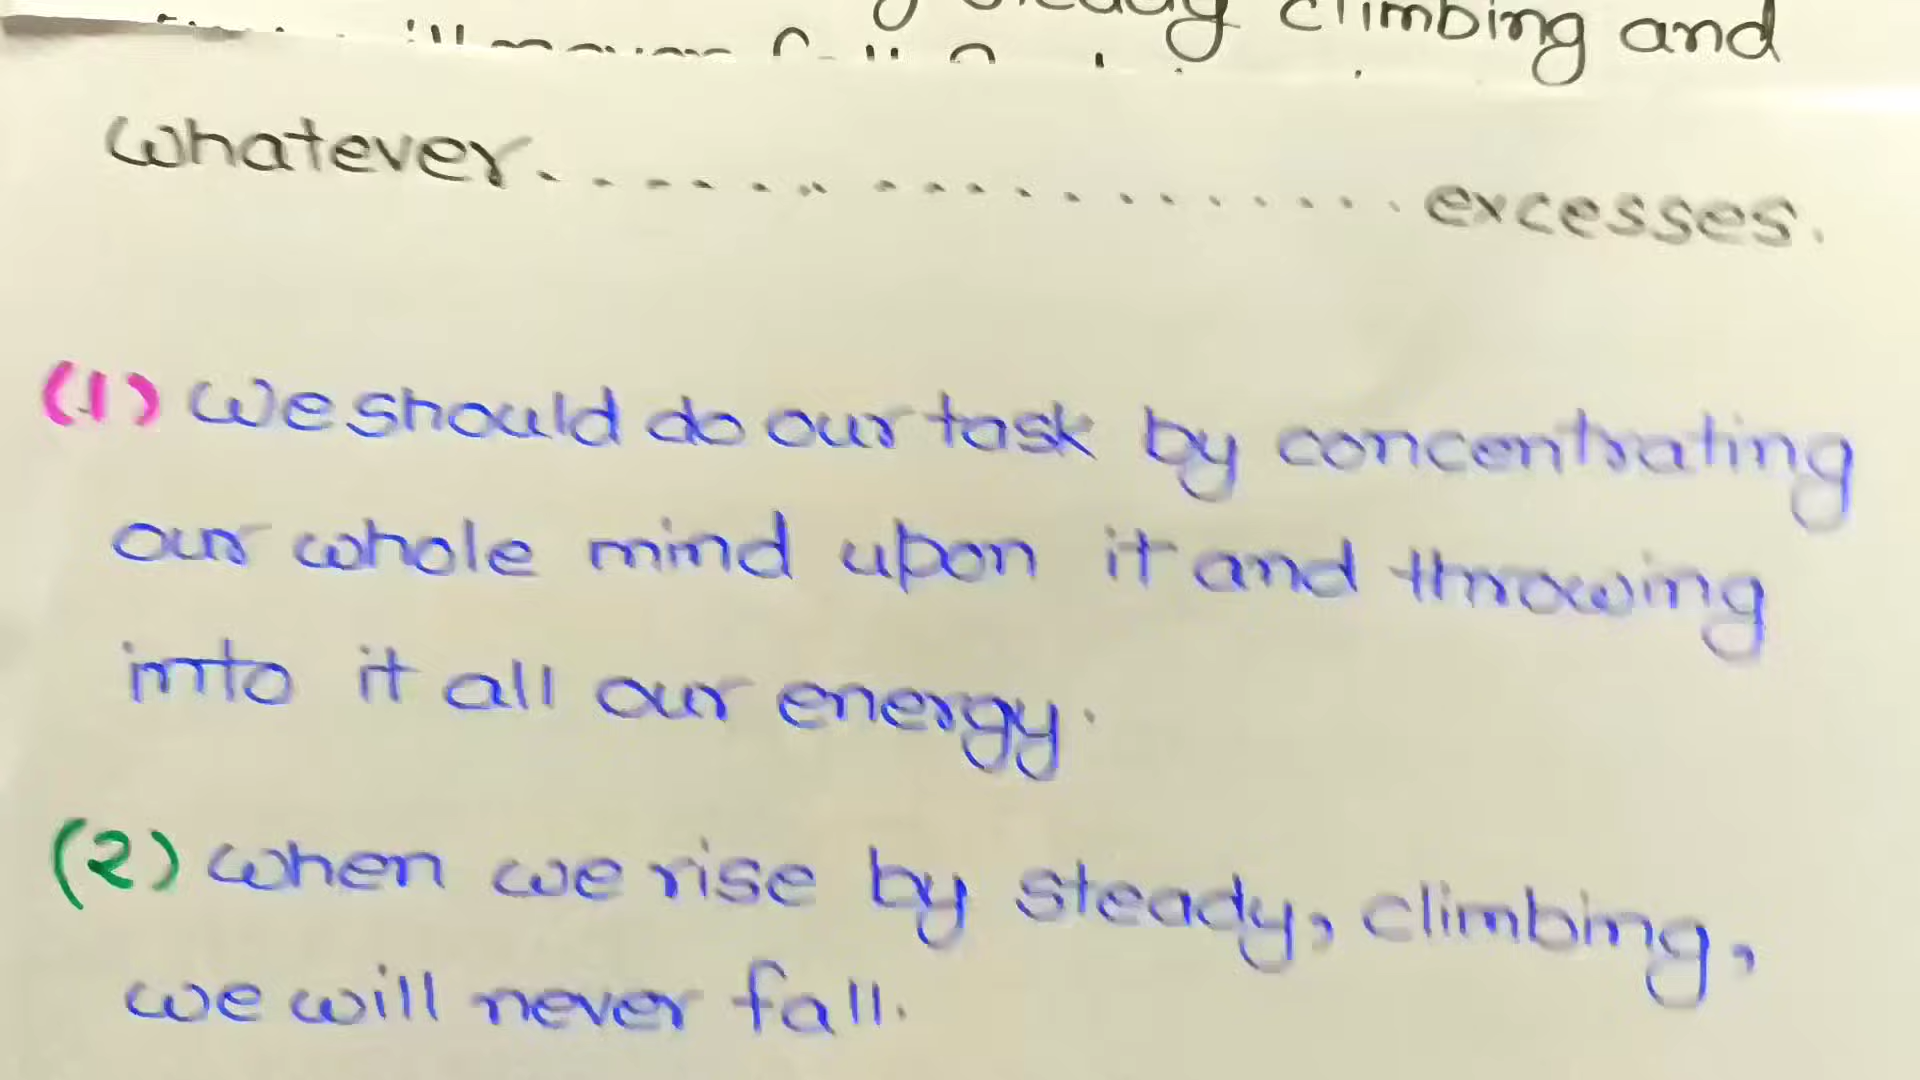 steady climbing and
whatever....................excesses.
(1) We should do our task by concentrating
our whole mind upon it and throwing
into it all our energy.
(2) when we rise by steady, climbing,
we will never fall.